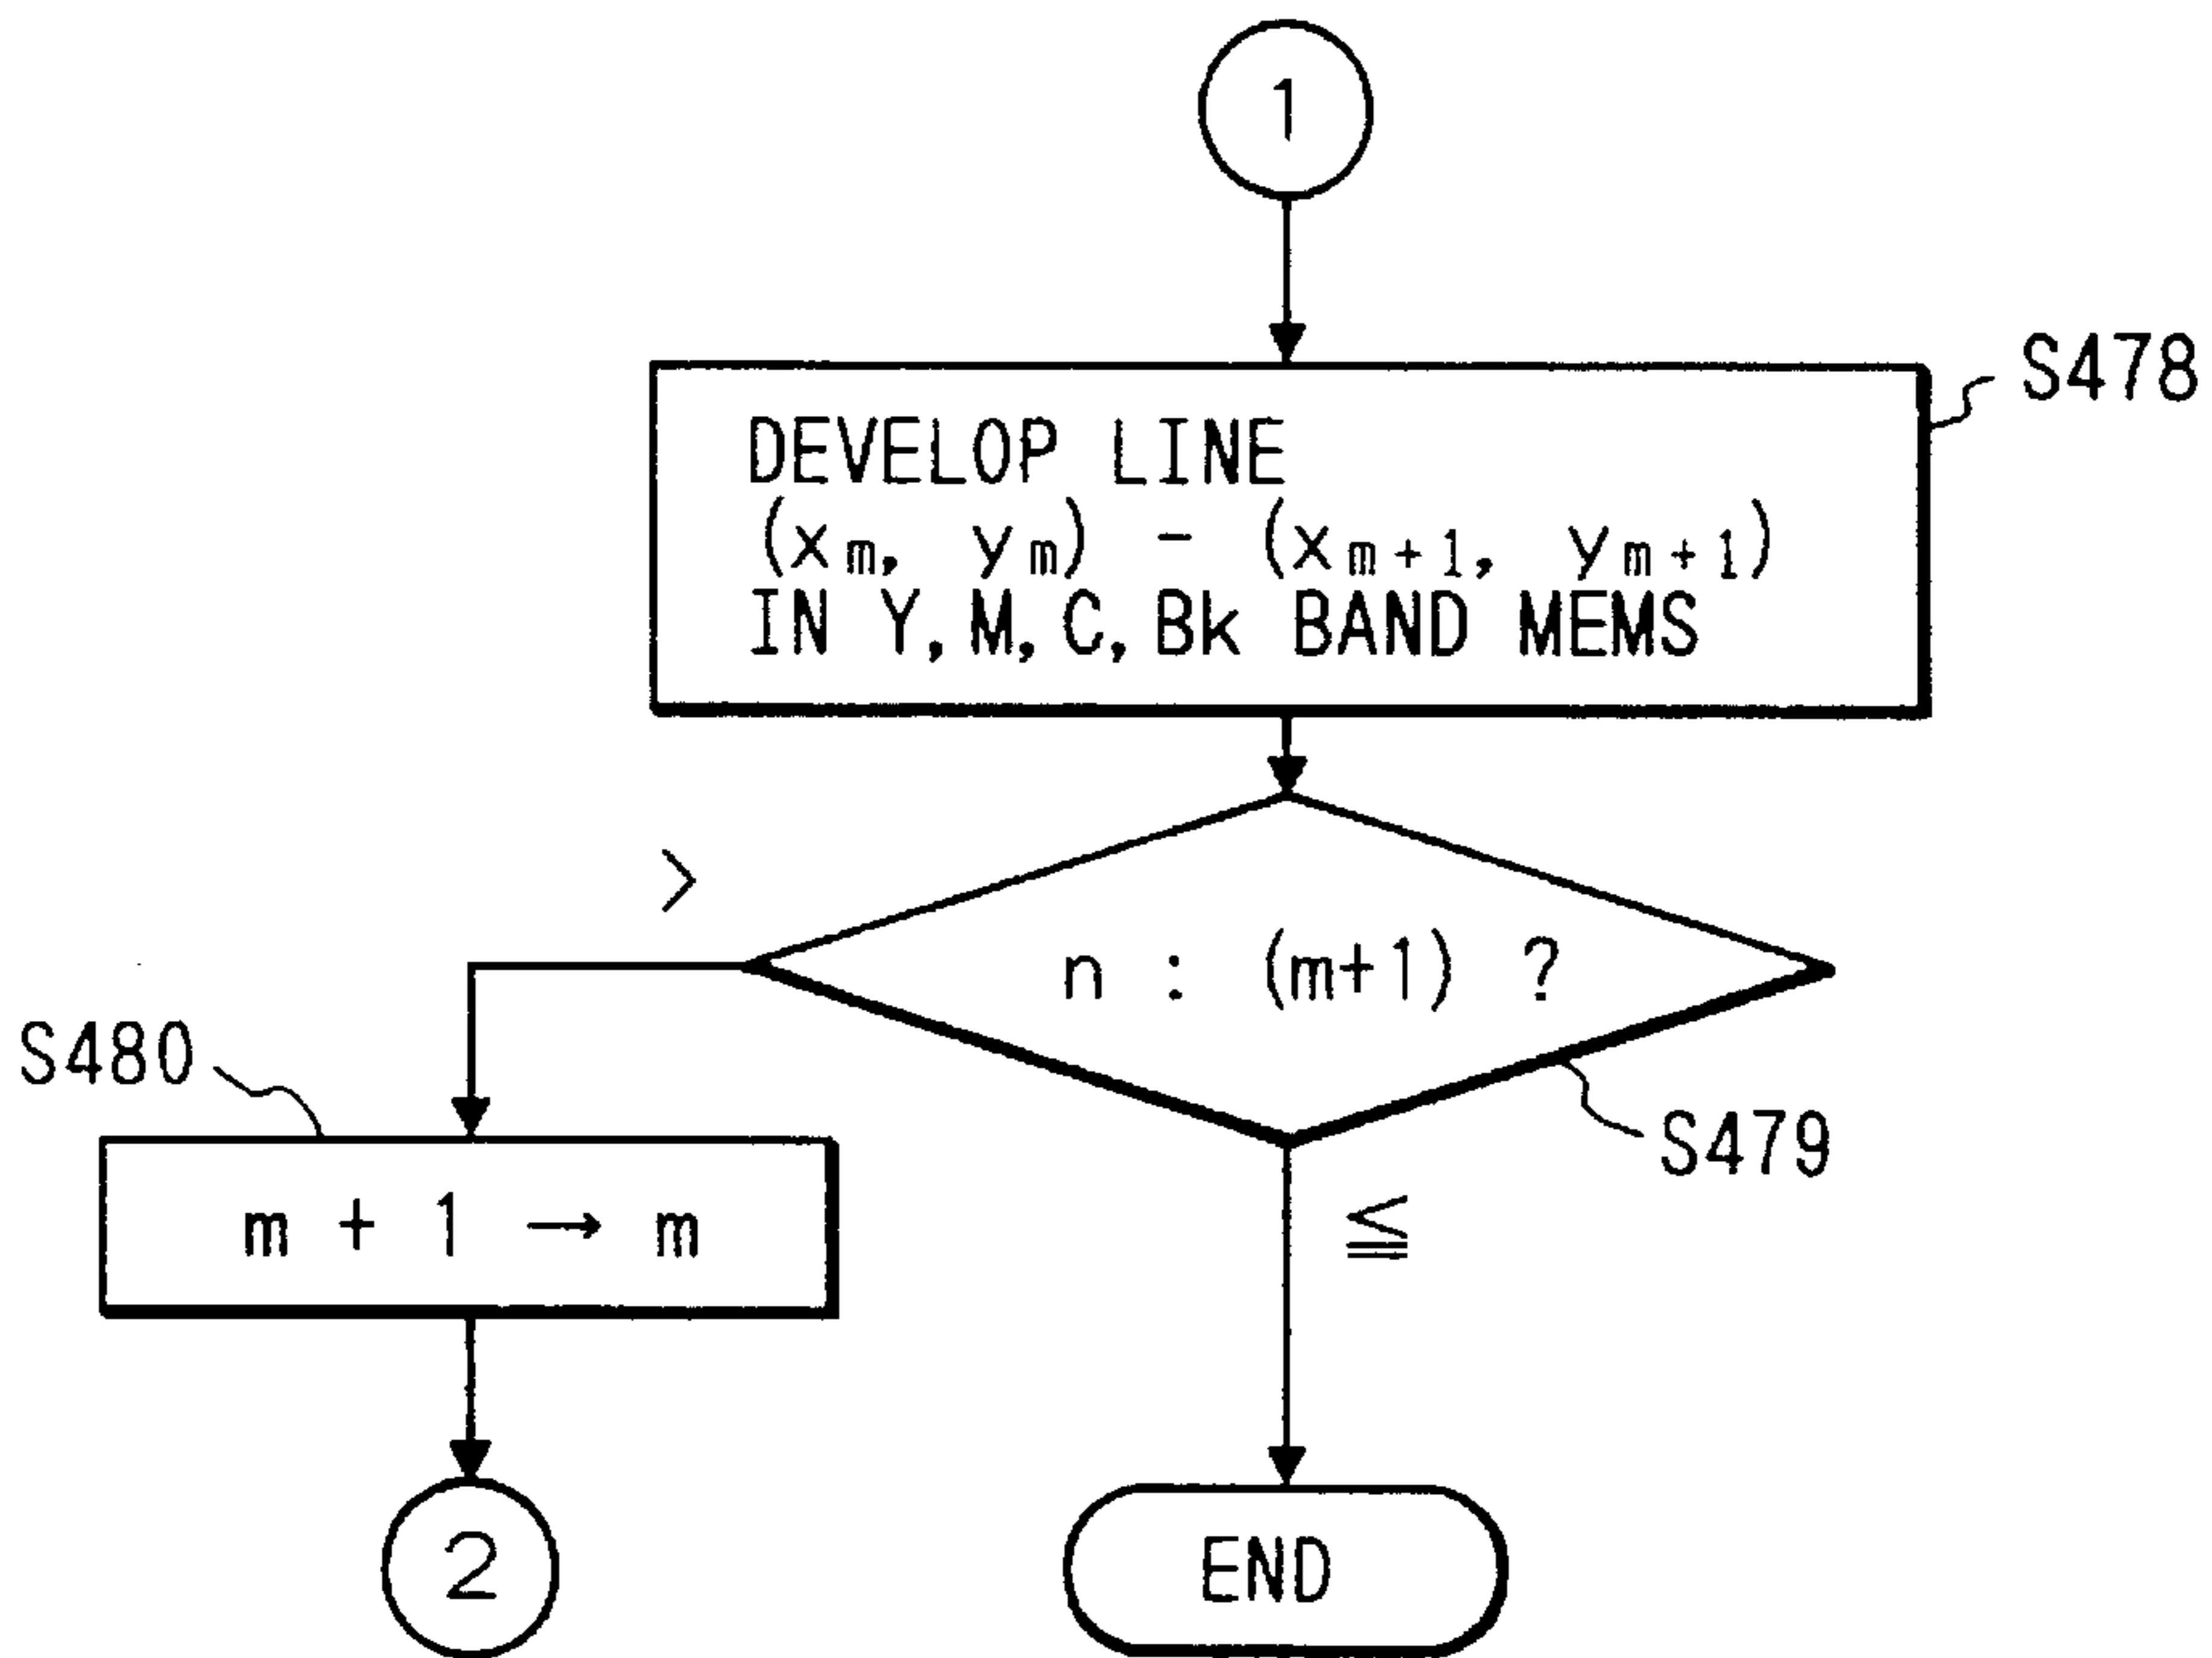 1
S478
DEVELOP LINE
(xm, ym) - (xm+1, ym+1)
IN Y, M, C, Bk BAND MEMS
>
n : (m+1) ?
S480
S479
m + 1 → m
≦
2
END